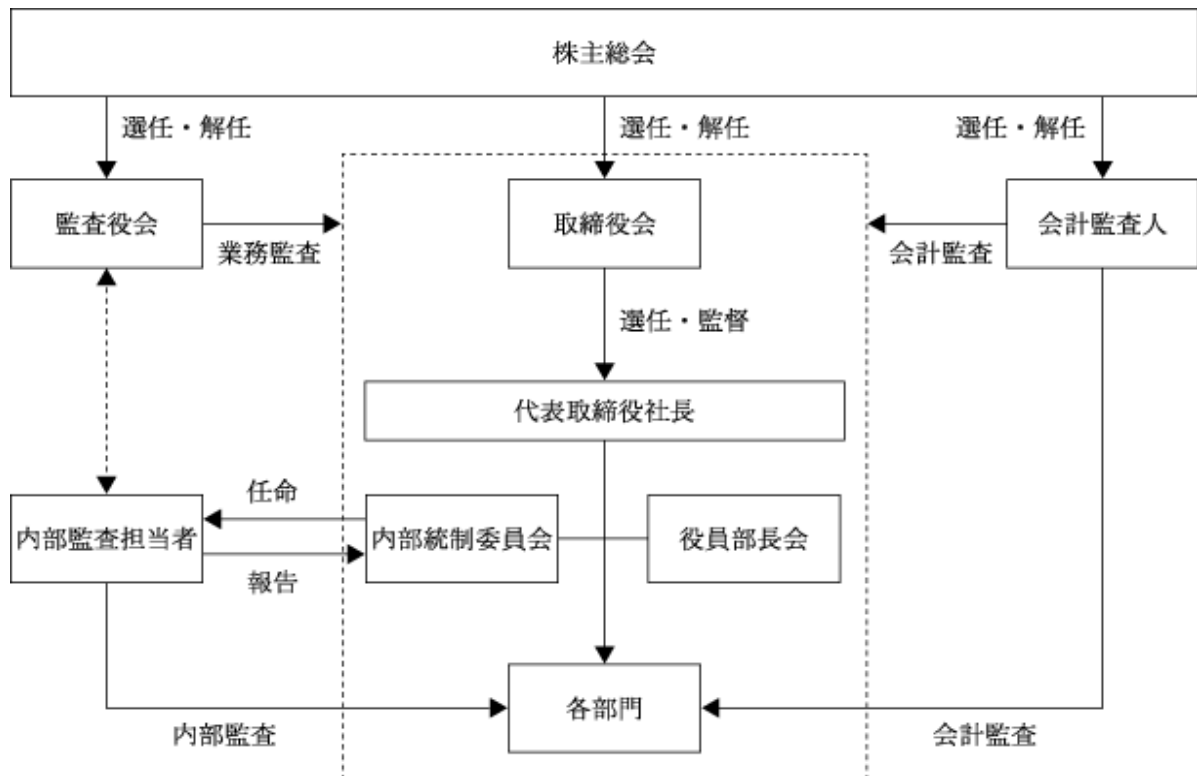 株主総会
選任・解任
選任・解任
選任・解任
監査役会
取締役会
会計監査人
業務監査
会計監査
選任・監督
代表取締役社長
任命
内部監査担当者
内部統制委員会
役員部長会
報告
各部門
内部監査
会計監査